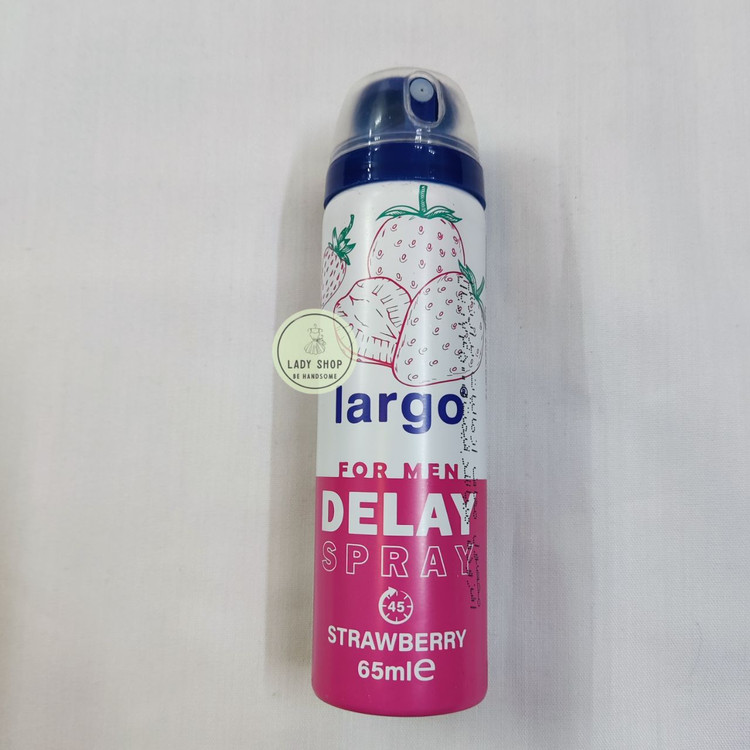 LADY SHOP
BE HANDSOME
largo
FOR MEN
DELAY
SPRAY
45
STRAWBERRY
65ml℮